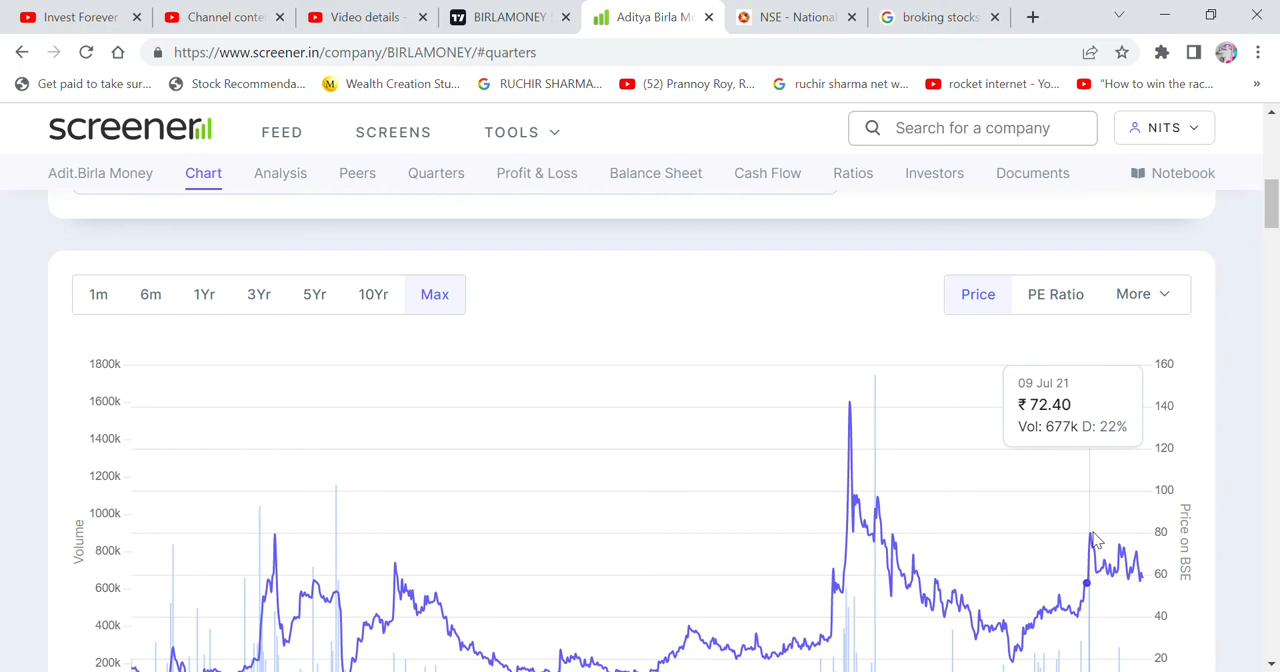 Invest Forever
Channel conte
Video details -
BIRLAMONEY
Aditya Birla Mo
NSE - National
broking stocks
https://www.screener.in/company/BIRLAMONEY/#quarters
Get paid to take sur...
Stock Recommenda...
M
Wealth Creation Stu...
RUCHIR SHARMA...
(52) Prannoy Roy, R...
ruchir sharma net w...
rocket internet - Yo...
"How to win the rac...
»
screener
FEED
SCREENS
TOOLS
Search for a company
NITS
Adit.Birla Money
Chart
Analysis
Peers
Quarters
Profit & Loss
Balance Sheet
Cash Flow
Ratios
Investors
Documents
Notebook
1m
6m
1Yr
3Yr
5Yr
10Yr
Max
Price
PE Ratio
More
1800k
1600k
1400k
1200k
1000k
800k
600k
400k
200k
Volume
160
140
120
100
80
60
40
20
Price on BSE
09 Jul 21
₹ 72.40
Vol: 677k D: 22%